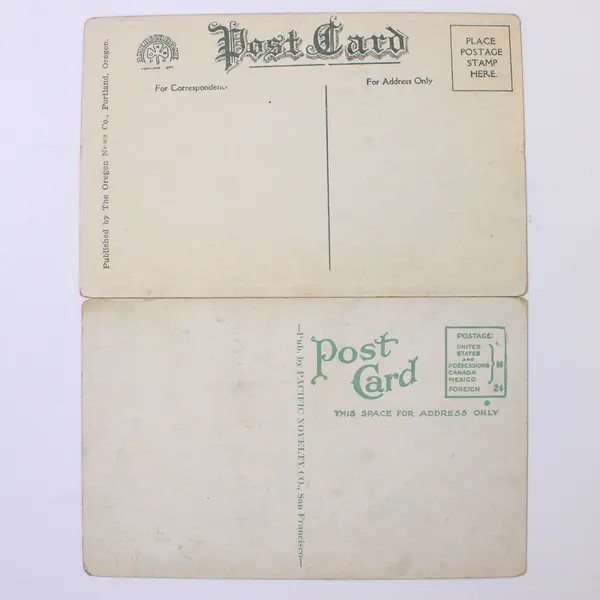 Post Card
PORTLAND ORE.
PLACE
POSTAGE
STAMP
HERE.
For Correspondence
For Address Only
Published by The Oregon News Co., Portland, Oregon.
Post
Card
POSTAGE:
UNITED
STATES
AND
POSSESSIONS
CANADA
MEXICO
FOREIGN 2¢
THIS SPACE FOR ADDRESS ONLY
—Pub. by PACIFIC NOVELTY CO., San Francisco—